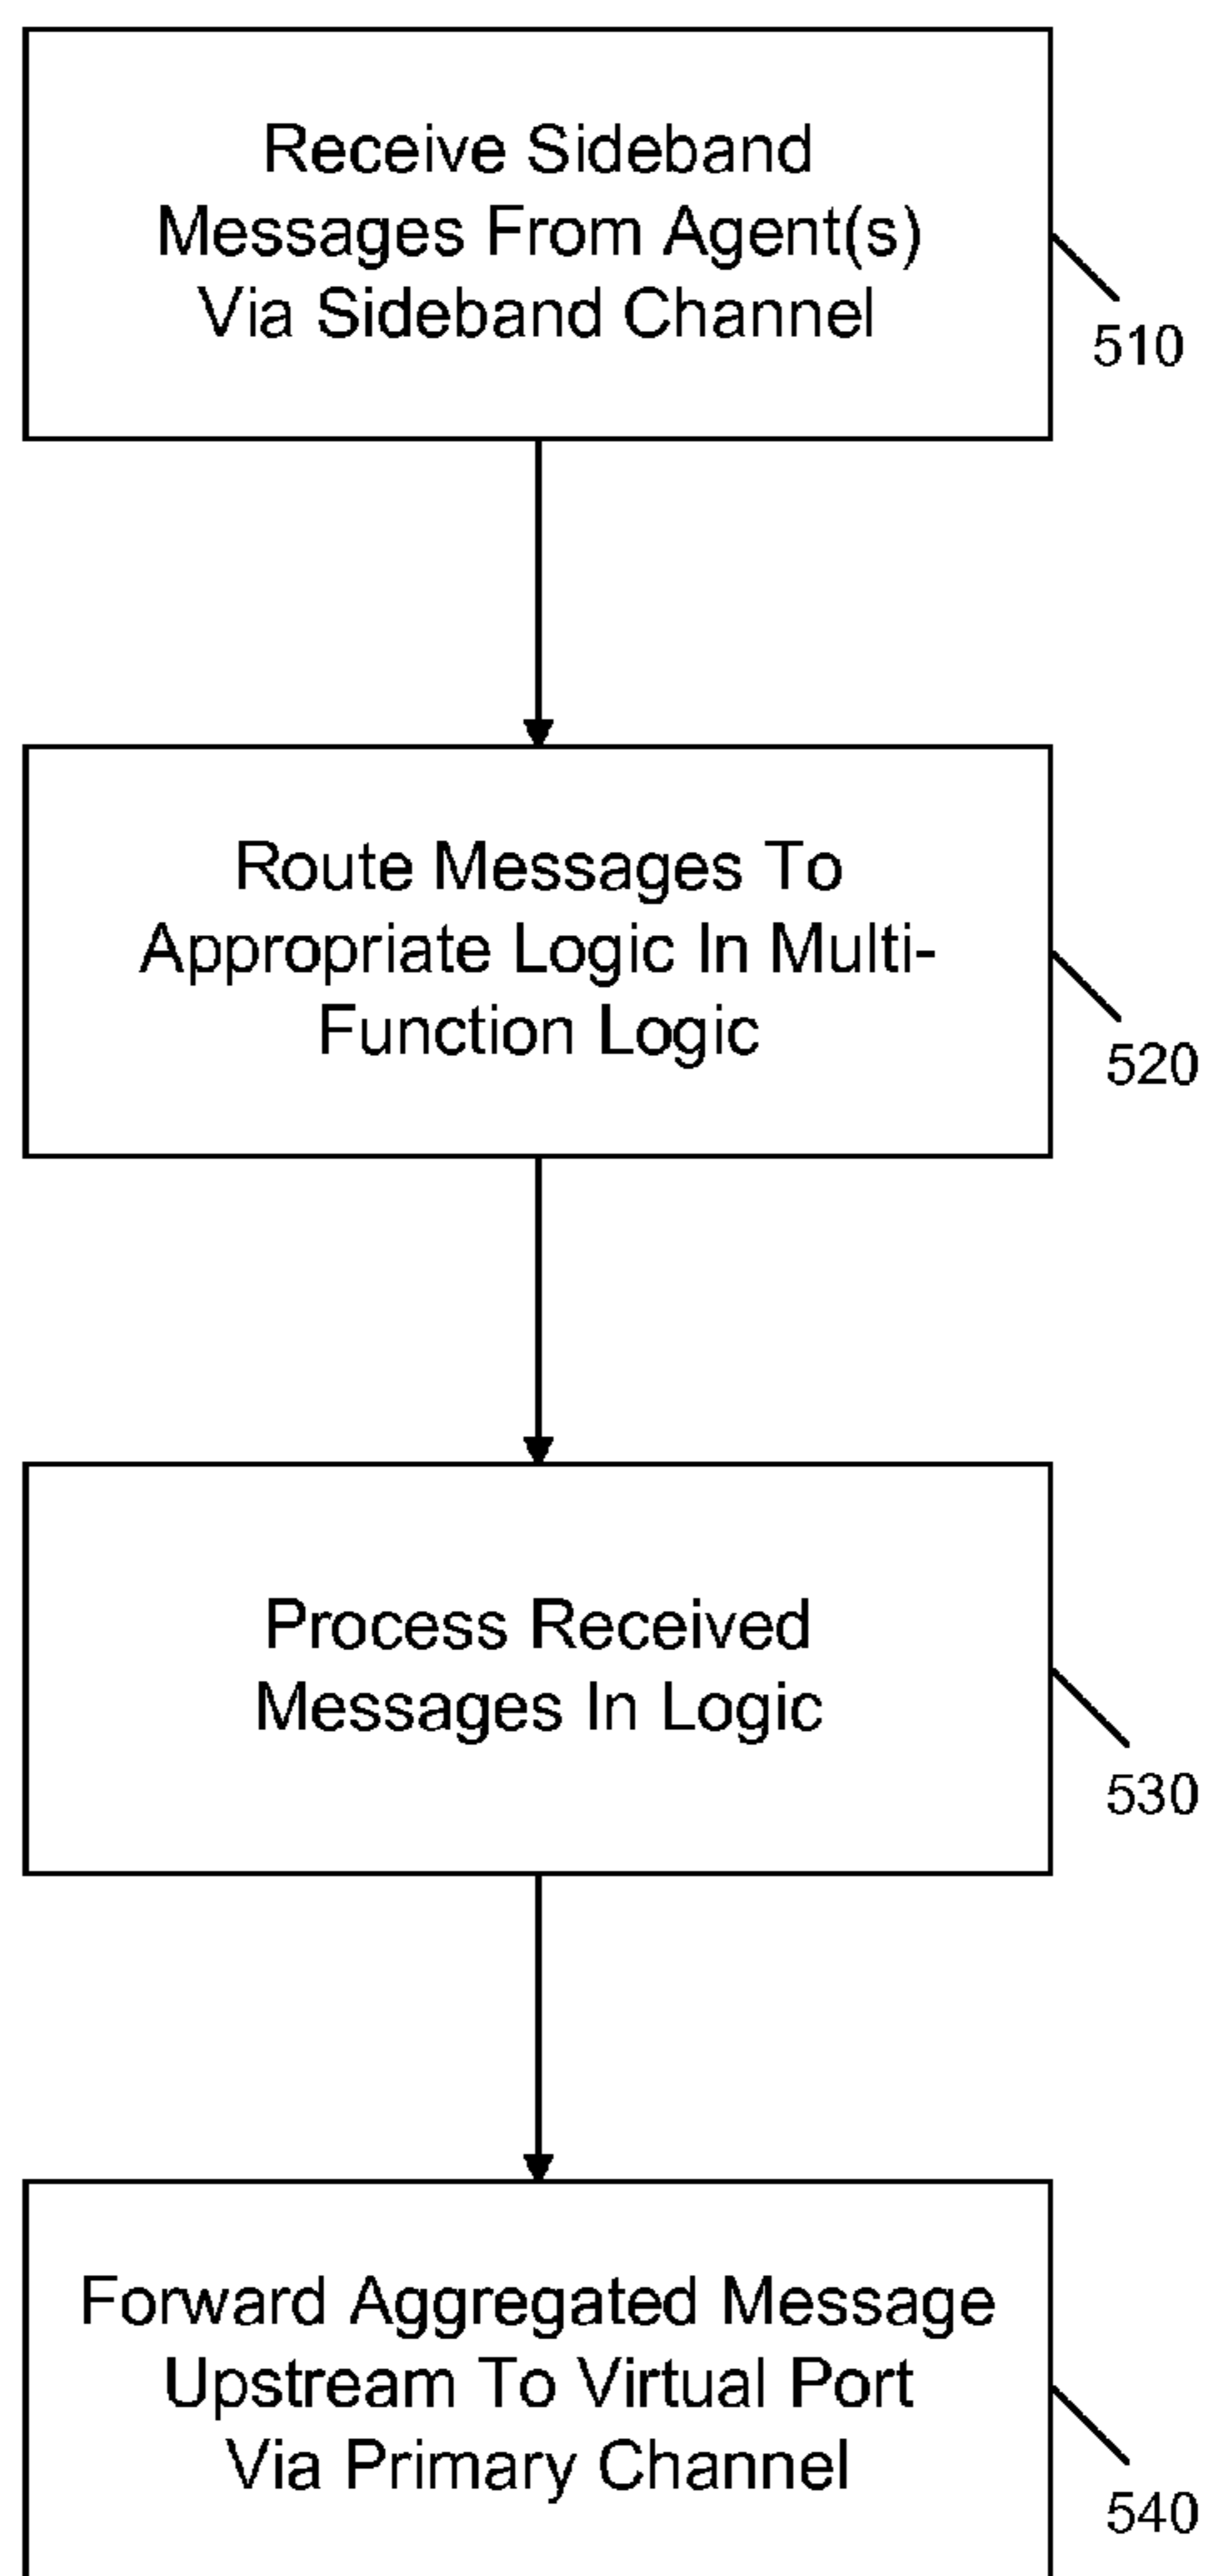 Receive Sideband
Messages From Agent(s)
Via Sideband Channel
510
Route Messages To
Appropriate Logic In Multi-
Function Logic
520
Process Received
Messages In Logic
530
Forward Aggregated Message
Upstream To Virtual Port
Via Primary Channel
540